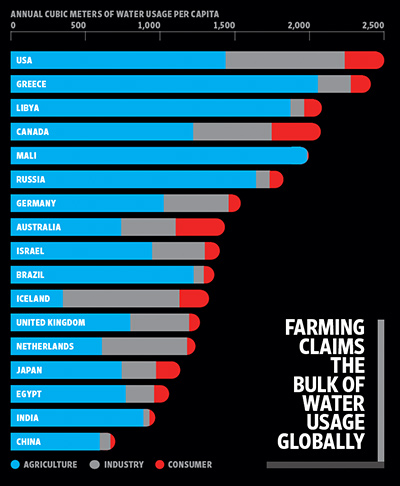 ANNUAL CUBIC METERS OF WATER USAGE PER CAPITA
0 500 1,000 1,500 2,000 2,500
USA
GREECE
LIBYA
CANADA
MALI
RUSSIA
GERMANY
AUSTRALIA
ISRAEL
BRAZIL
ICELAND
UNITED KINGDOM
NETHERLANDS
JAPAN
EGYPT
INDIA
CHINA
FARMING
CLAIMS
THE
BULK OF
WATER
USAGE
GLOBALLY
AGRICULTURE INDUSTRY CONSUMER